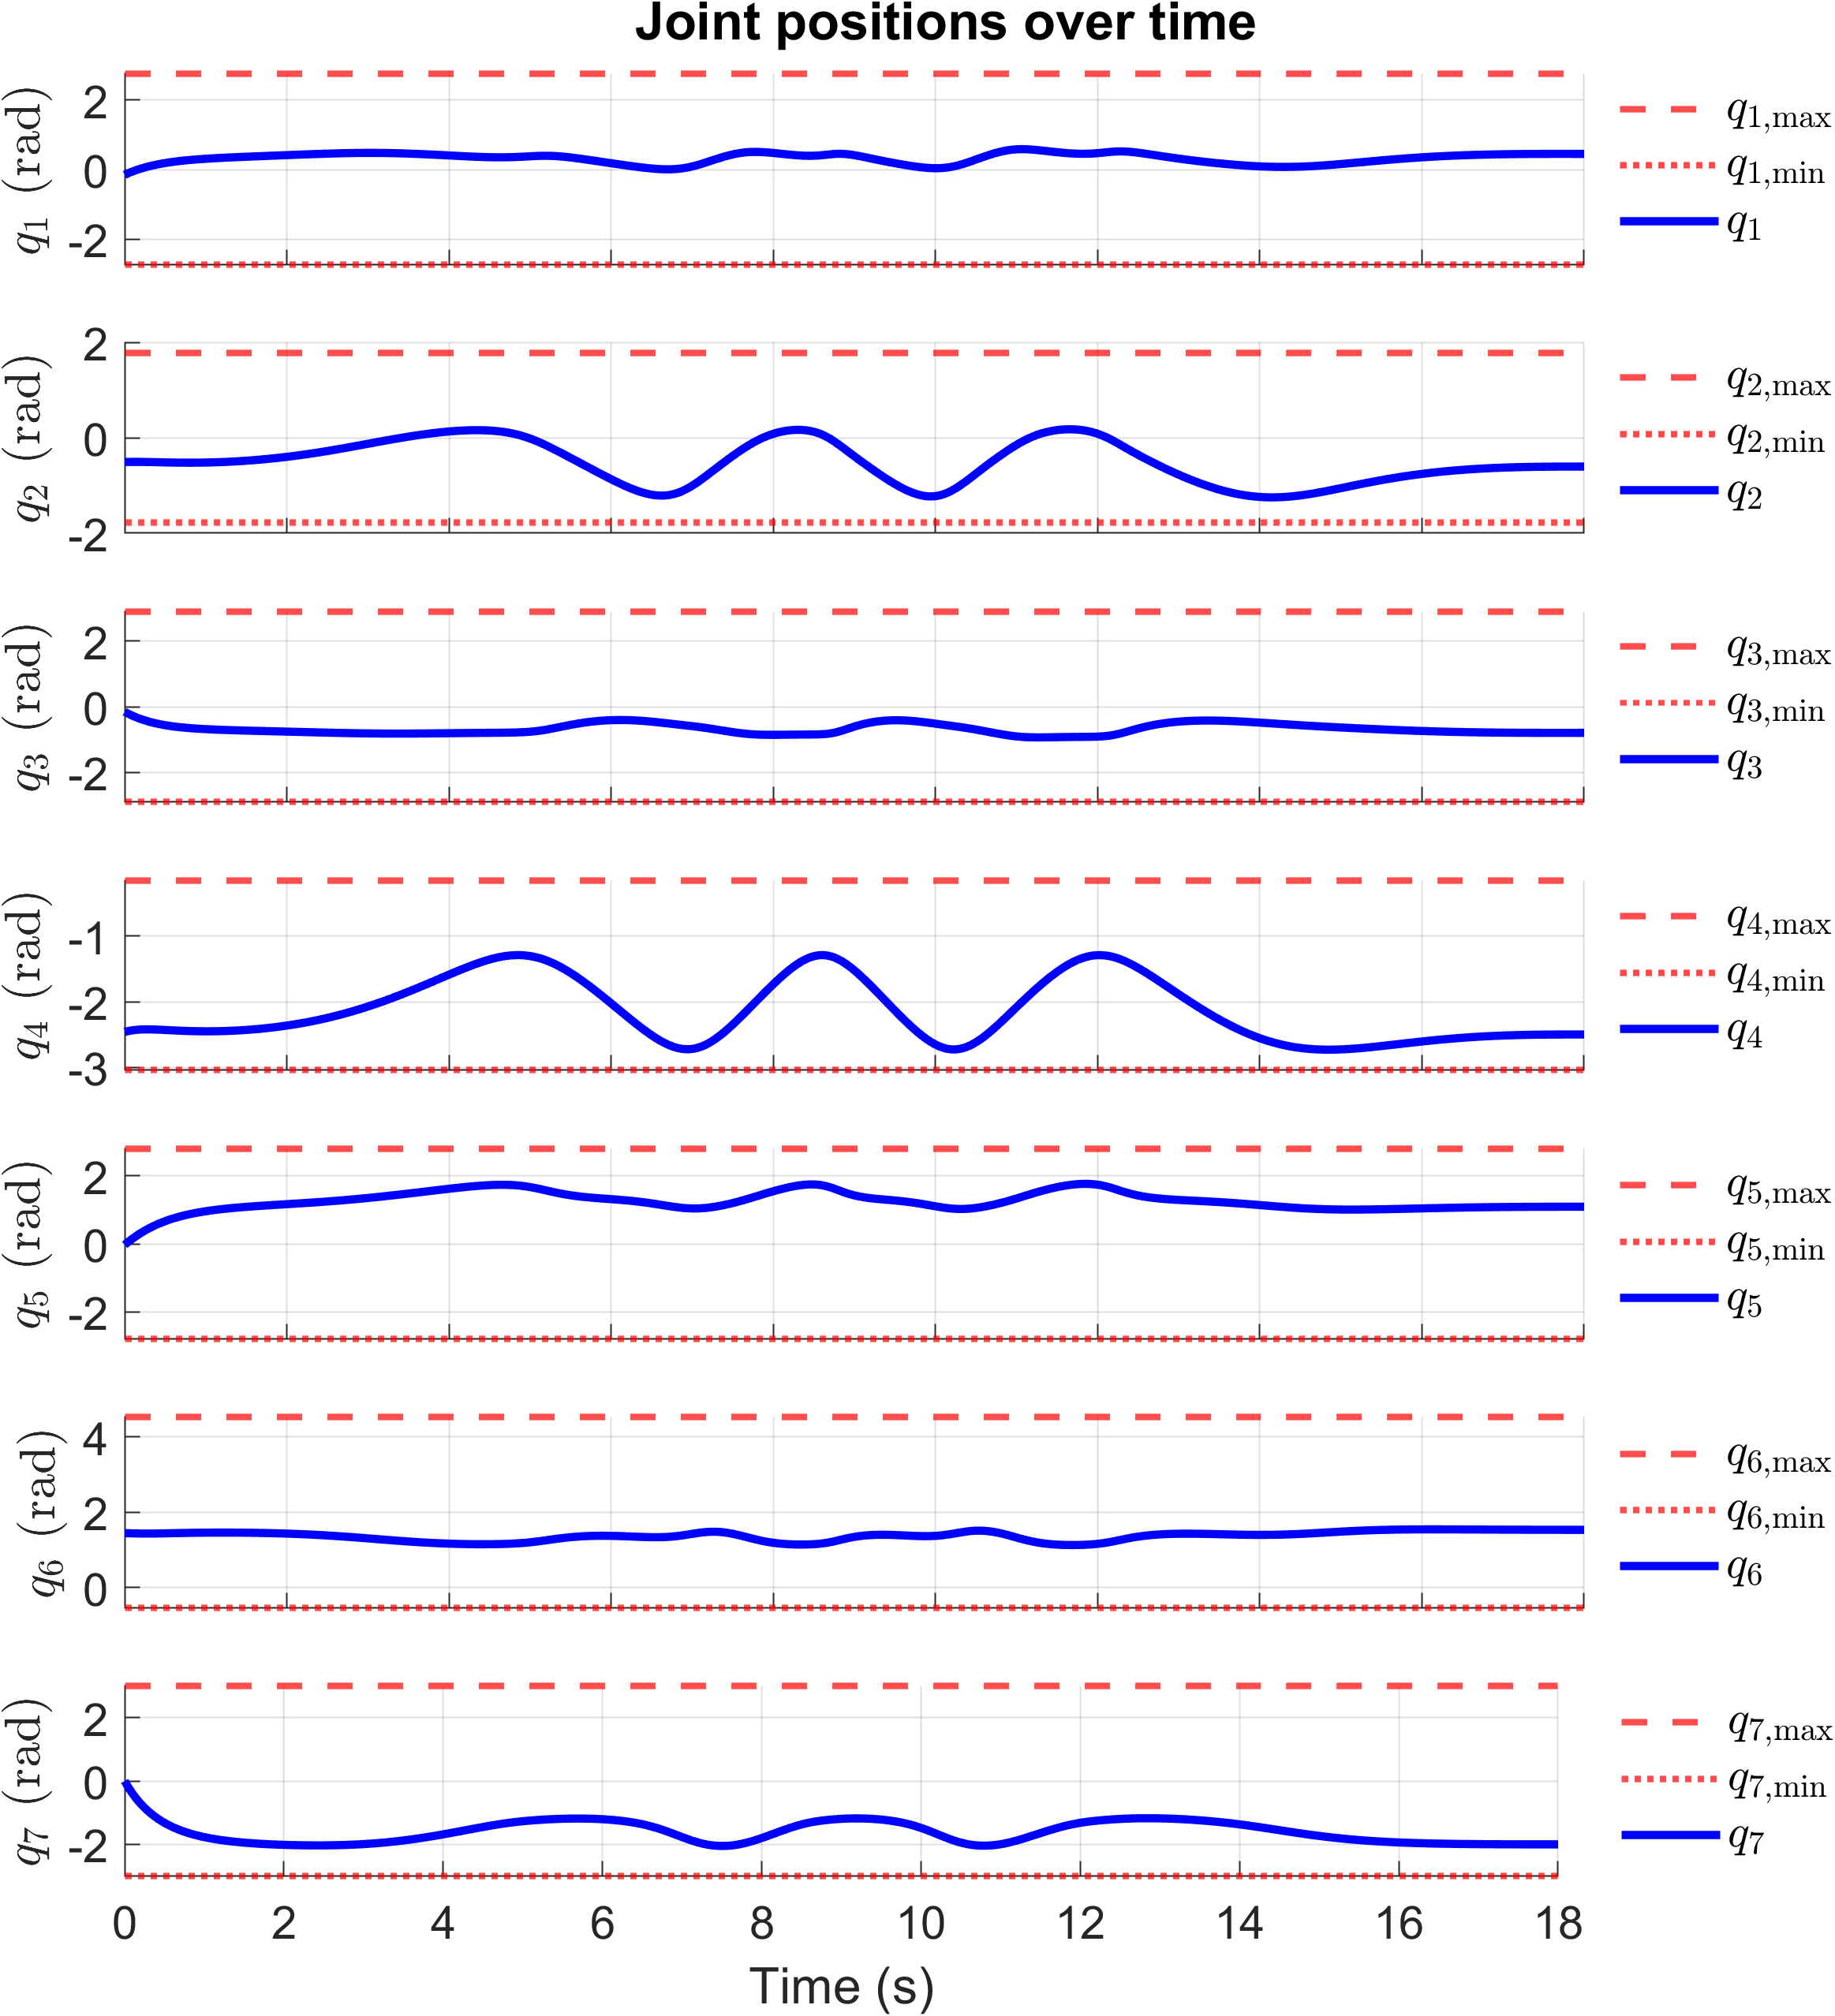 Joint positions over time
q1 (rad)
2
0
-2
q1,max
q1,min
q1
q2 (rad)
2
0
-2
q2,max
q2,min
q2
q3 (rad)
2
0
-2
q3,max
q3,min
q3
q4 (rad)
-1
-2
-3
q4,max
q4,min
q4
q5 (rad)
2
0
-2
q5,max
q5,min
q5
q6 (rad)
4
2
0
q6,max
q6,min
q6
q7 (rad)
2
0
-2
q7,max
q7,min
q7
0 2 4 6 8 10 12 14 16 18
Time (s)